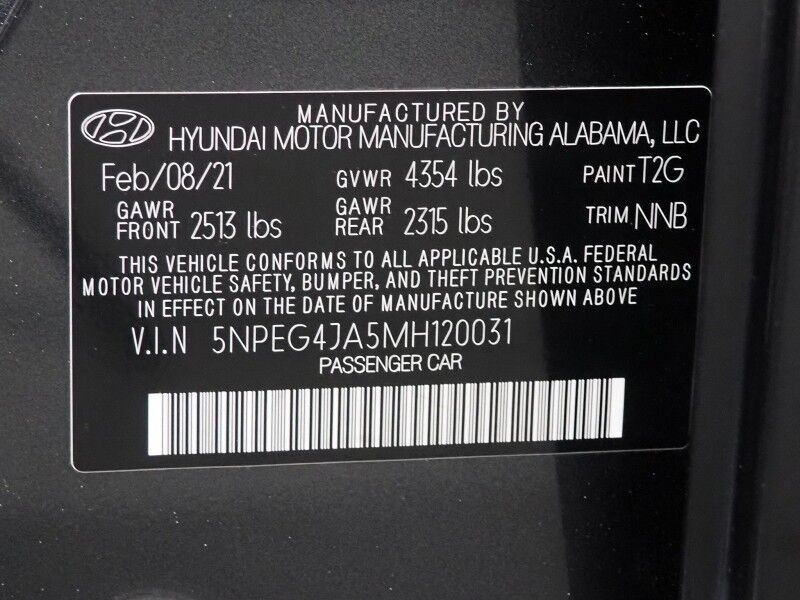 MANUFACTURED BY
HYUNDAI MOTOR MANUFACTURING ALABAMA, LLC
Feb/08/21 GVWR 4354 lbs PAINT T2G
GAWR FRONT 2513 lbs GAWR REAR 2315 lbs TRIM NNB
THIS VEHICLE CONFORMS TO ALL APPLICABLE U.S.A. FEDERAL
MOTOR VEHICLE SAFETY, BUMPER, AND THEFT PREVENTION STANDARDS
IN EFFECT ON THE DATE OF MANUFACTURE SHOWN ABOVE
V.I.N 5NPEG4JA5MH120031
PASSENGER CAR